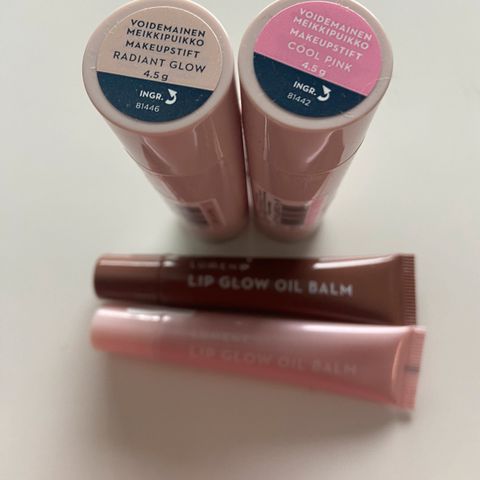 VOIDEMAINEN
MEIKKIPUIKKO
MAKEUPSTIFT
RADIANT GLOW
4.5 g
INGR.
81446
VOIDEMAINEN
MEIKKIPUIKKO
MAKEUPSTIFT
COOL PINK
4.5 g
INGR.
81442
LUMENE
LIP GLOW OIL BALM
LUMENE
LIP GLOW OIL BALM